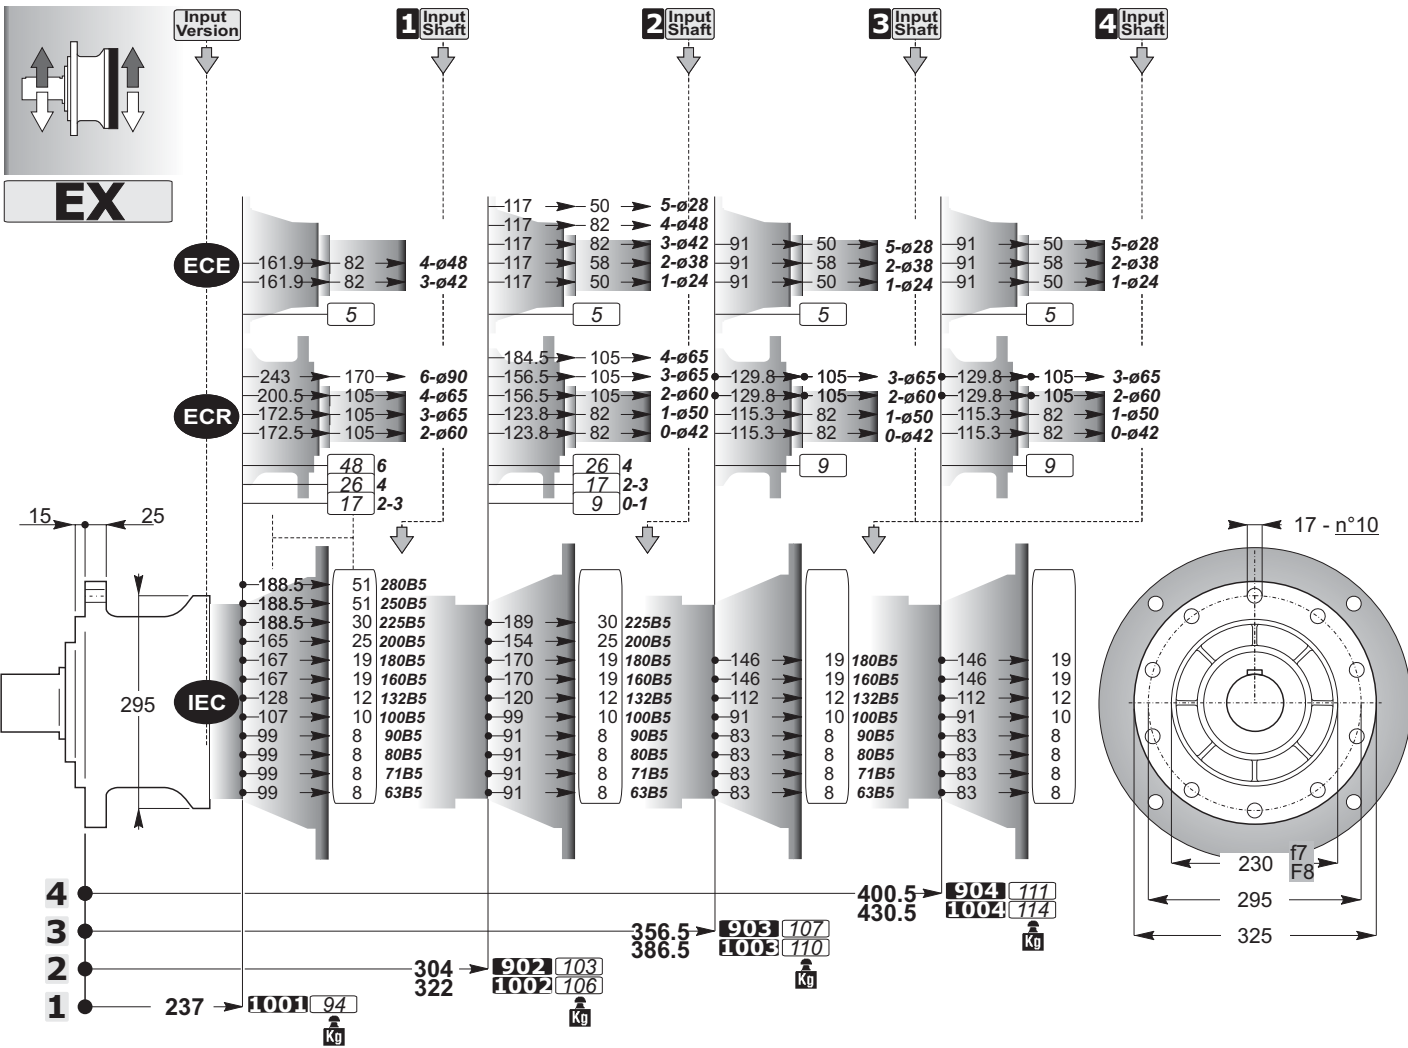 Input Version
1 Input Shaft
2 Input Shaft
3 Input Shaft
4 Input Shaft
EX
ECE
161.9 82 4-ø48
161.9 82 3-ø42
5
117 50 5-ø28
117 82 4-ø48
117 82 3-ø42
117 58 2-ø38
117 50 1-ø24
5
91 50 5-ø28
91 58 2-ø38
91 50 1-ø24
5
91 50 5-ø28
91 58 2-ø38
91 50 1-ø24
5
ECR
243 170 6-ø90
200.5 105 4-ø65
172.5 105 3-ø65
172.5 105 2-ø60
48 6
26 4
17 2-3
184.5 105 4-ø65
156.5 105 3-ø65
156.5 105 2-ø60
123.8 82 1-ø50
123.8 82 0-ø42
26 4
17 2-3
9 0-1
129.8 105 3-ø65
129.8 105 2-ø60
115.3 82 1-ø50
115.3 82 0-ø42
9
129.8 105 3-ø65
129.8 105 2-ø60
115.3 82 1-ø50
115.3 82 0-ø42
9
15 25
295
IEC
188.5 51 280B5
188.5 51 250B5
188.5 30 225B5
165 25 200B5
167 19 180B5
167 19 160B5
128 12 132B5
107 10 100B5
99 8 90B5
99 8 80B5
99 8 71B5
99 8 63B5
189 30 225B5
154 25 200B5
170 19 180B5
170 19 160B5
120 12 132B5
99 10 100B5
91 8 90B5
91 8 80B5
91 8 71B5
91 8 63B5
146 19 180B5
146 19 160B5
112 12 132B5
91 10 100B5
83 8 90B5
83 8 80B5
83 8 71B5
83 8 63B5
146 19
146 19
112 12
91 10
83 8
83 8
83 8
83 8
17 - n°10
230 f7 F8
295
325
4 400.5 904 111
430.5 1004 114
Kg
3 356.5 903 107
386.5 1003 110
Kg
2 304 902 103
322 1002 106
Kg
1 237 1001 94
Kg